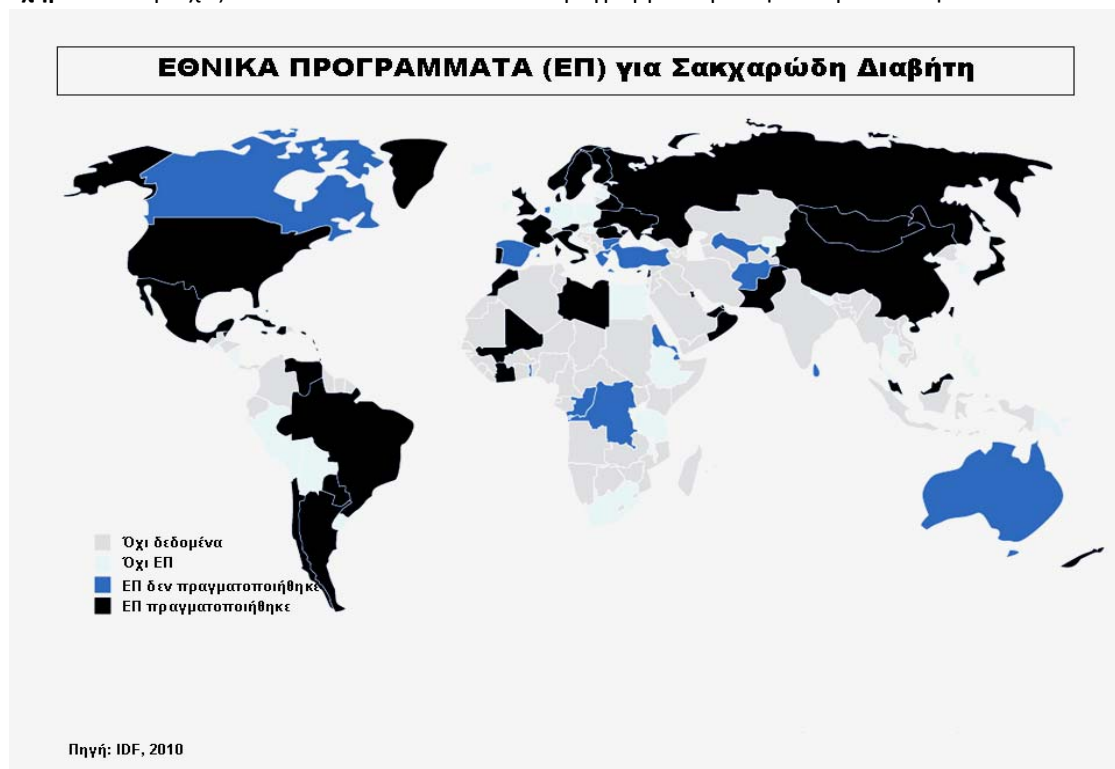 ΕΘΝΙΚΑ ΠΡΟΓΡΑΜΜΑΤΑ (ΕΠ) για Σακχαρώδη Διαβήτη
Όχι δεδομένα
Όχι ΕΠ
ΕΠ δεν πραγματοποιήθηκε
ΕΠ πραγματοποιήθηκε
Πηγή: IDF, 2010